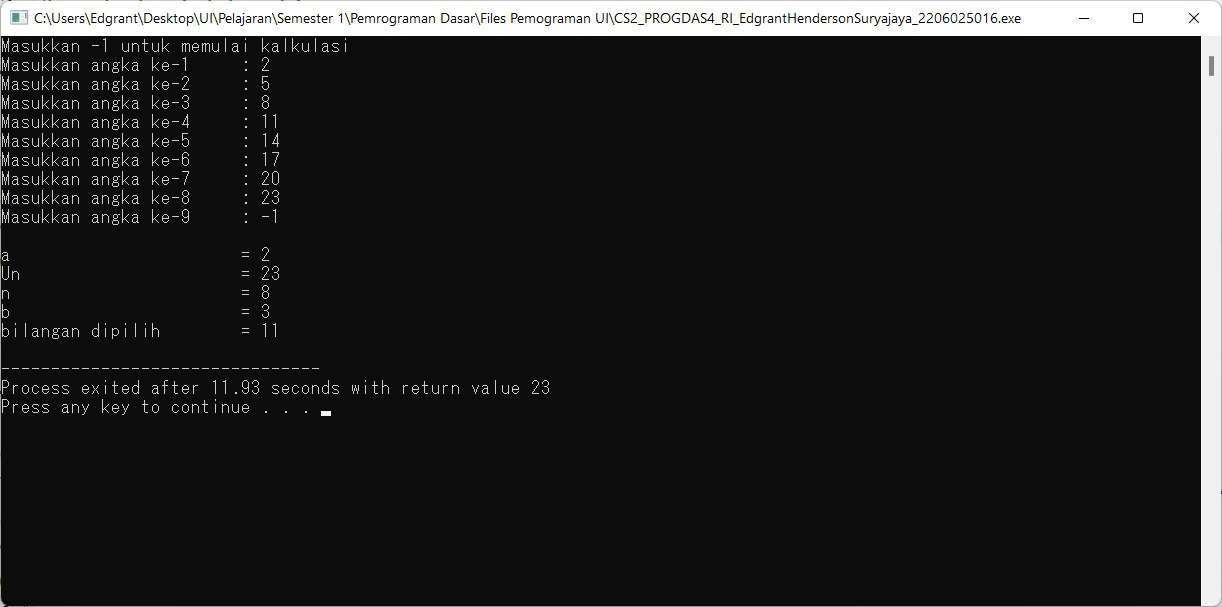 C:\Users\Edgrant\Desktop\UI\Pelajaran\Semester 1\Pemrograman Dasar\Files Pemograman UI\CS2_PROGDAS4_RI_EdgrantHendersonSuryajaya_2206025016.exe
Masukkan -1 untuk memulai kalkulasi
Masukkan angka ke-1     : 2
Masukkan angka ke-2     : 5
Masukkan angka ke-3     : 8
Masukkan angka ke-4     : 11
Masukkan angka ke-5     : 14
Masukkan angka ke-6     : 17
Masukkan angka ke-7     : 20
Masukkan angka ke-8     : 23
Masukkan angka ke-9     : -1
a                       = 2
Un                      = 23
n                       = 8
b                       = 3
bilangan dipilih        = 11
--------------------------------
Process exited after 11.93 seconds with return value 23
Press any key to continue . . .